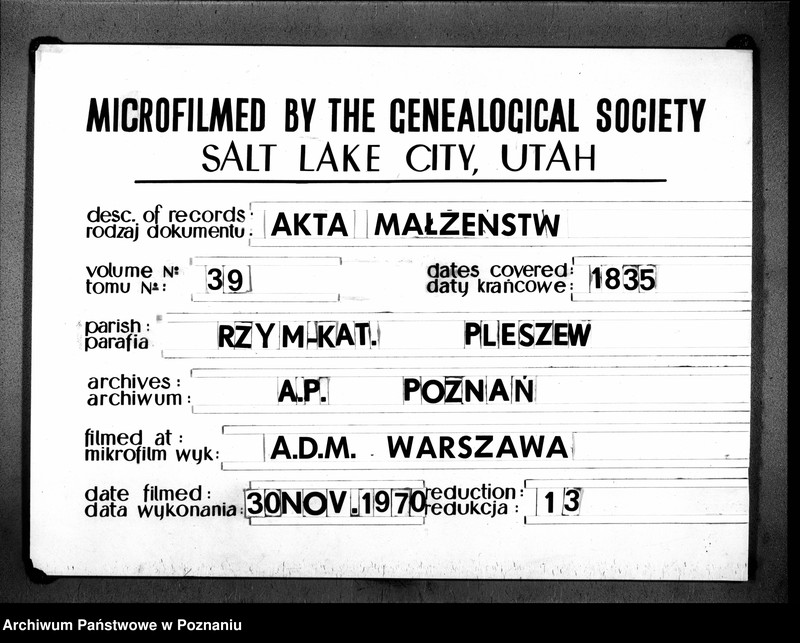 MICROFILMED BY THE GENEALOGICAL SOCIETY
SALT LAKE CITY, UTAH
desc. of records: AKTA MAŁŻEŃSTW
rodzaj dokumentu:
volume №: 39 dates covered: 1835
tomu №: daty krańcowe:
parish: RZYM-KAT. PLESZEW
parafia
archives: A.P. POZNAŃ
archiwum:
filmed at: A.D.M. WARSZAWA
mikrofilm wyk:
date filmed: 30 NOV. 1970 reduction: 13
data wykonania: redukcja:
Archiwum Państwowe w Poznaniu